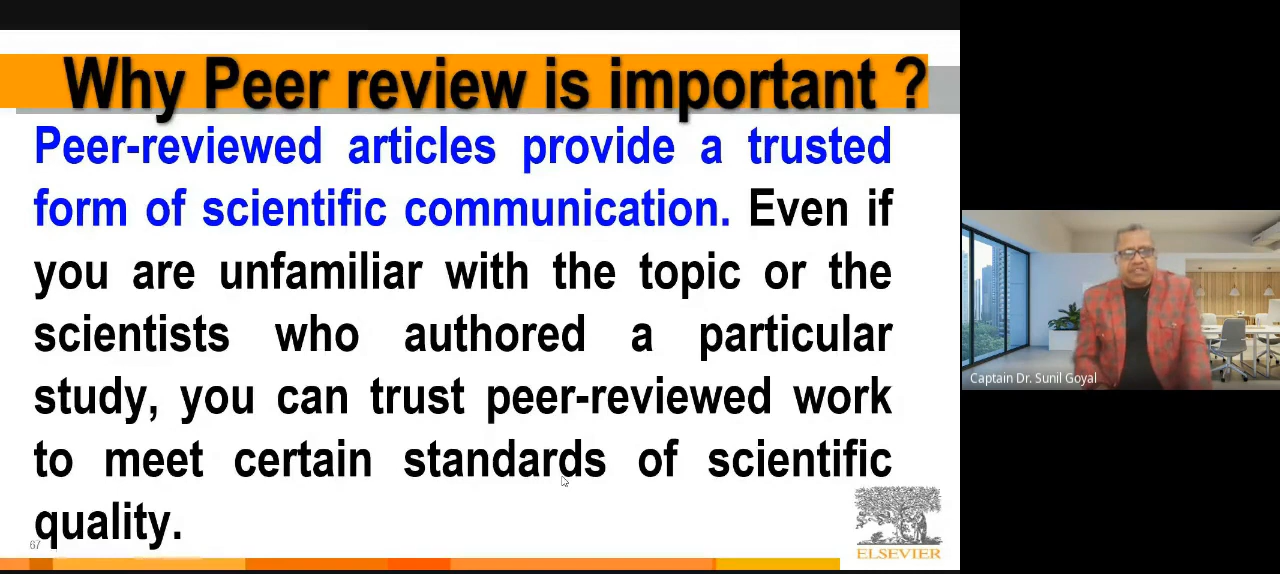 Why Peer review is important ?
Peer-reviewed articles provide a trusted
form of scientific communication. Even if
you are unfamiliar with the topic or the
scientists who authored a particular
study, you can trust peer-reviewed work
to meet certain standards of scientific
quality.
67
ELSEVIER
Captain Dr. Sunil Goyal